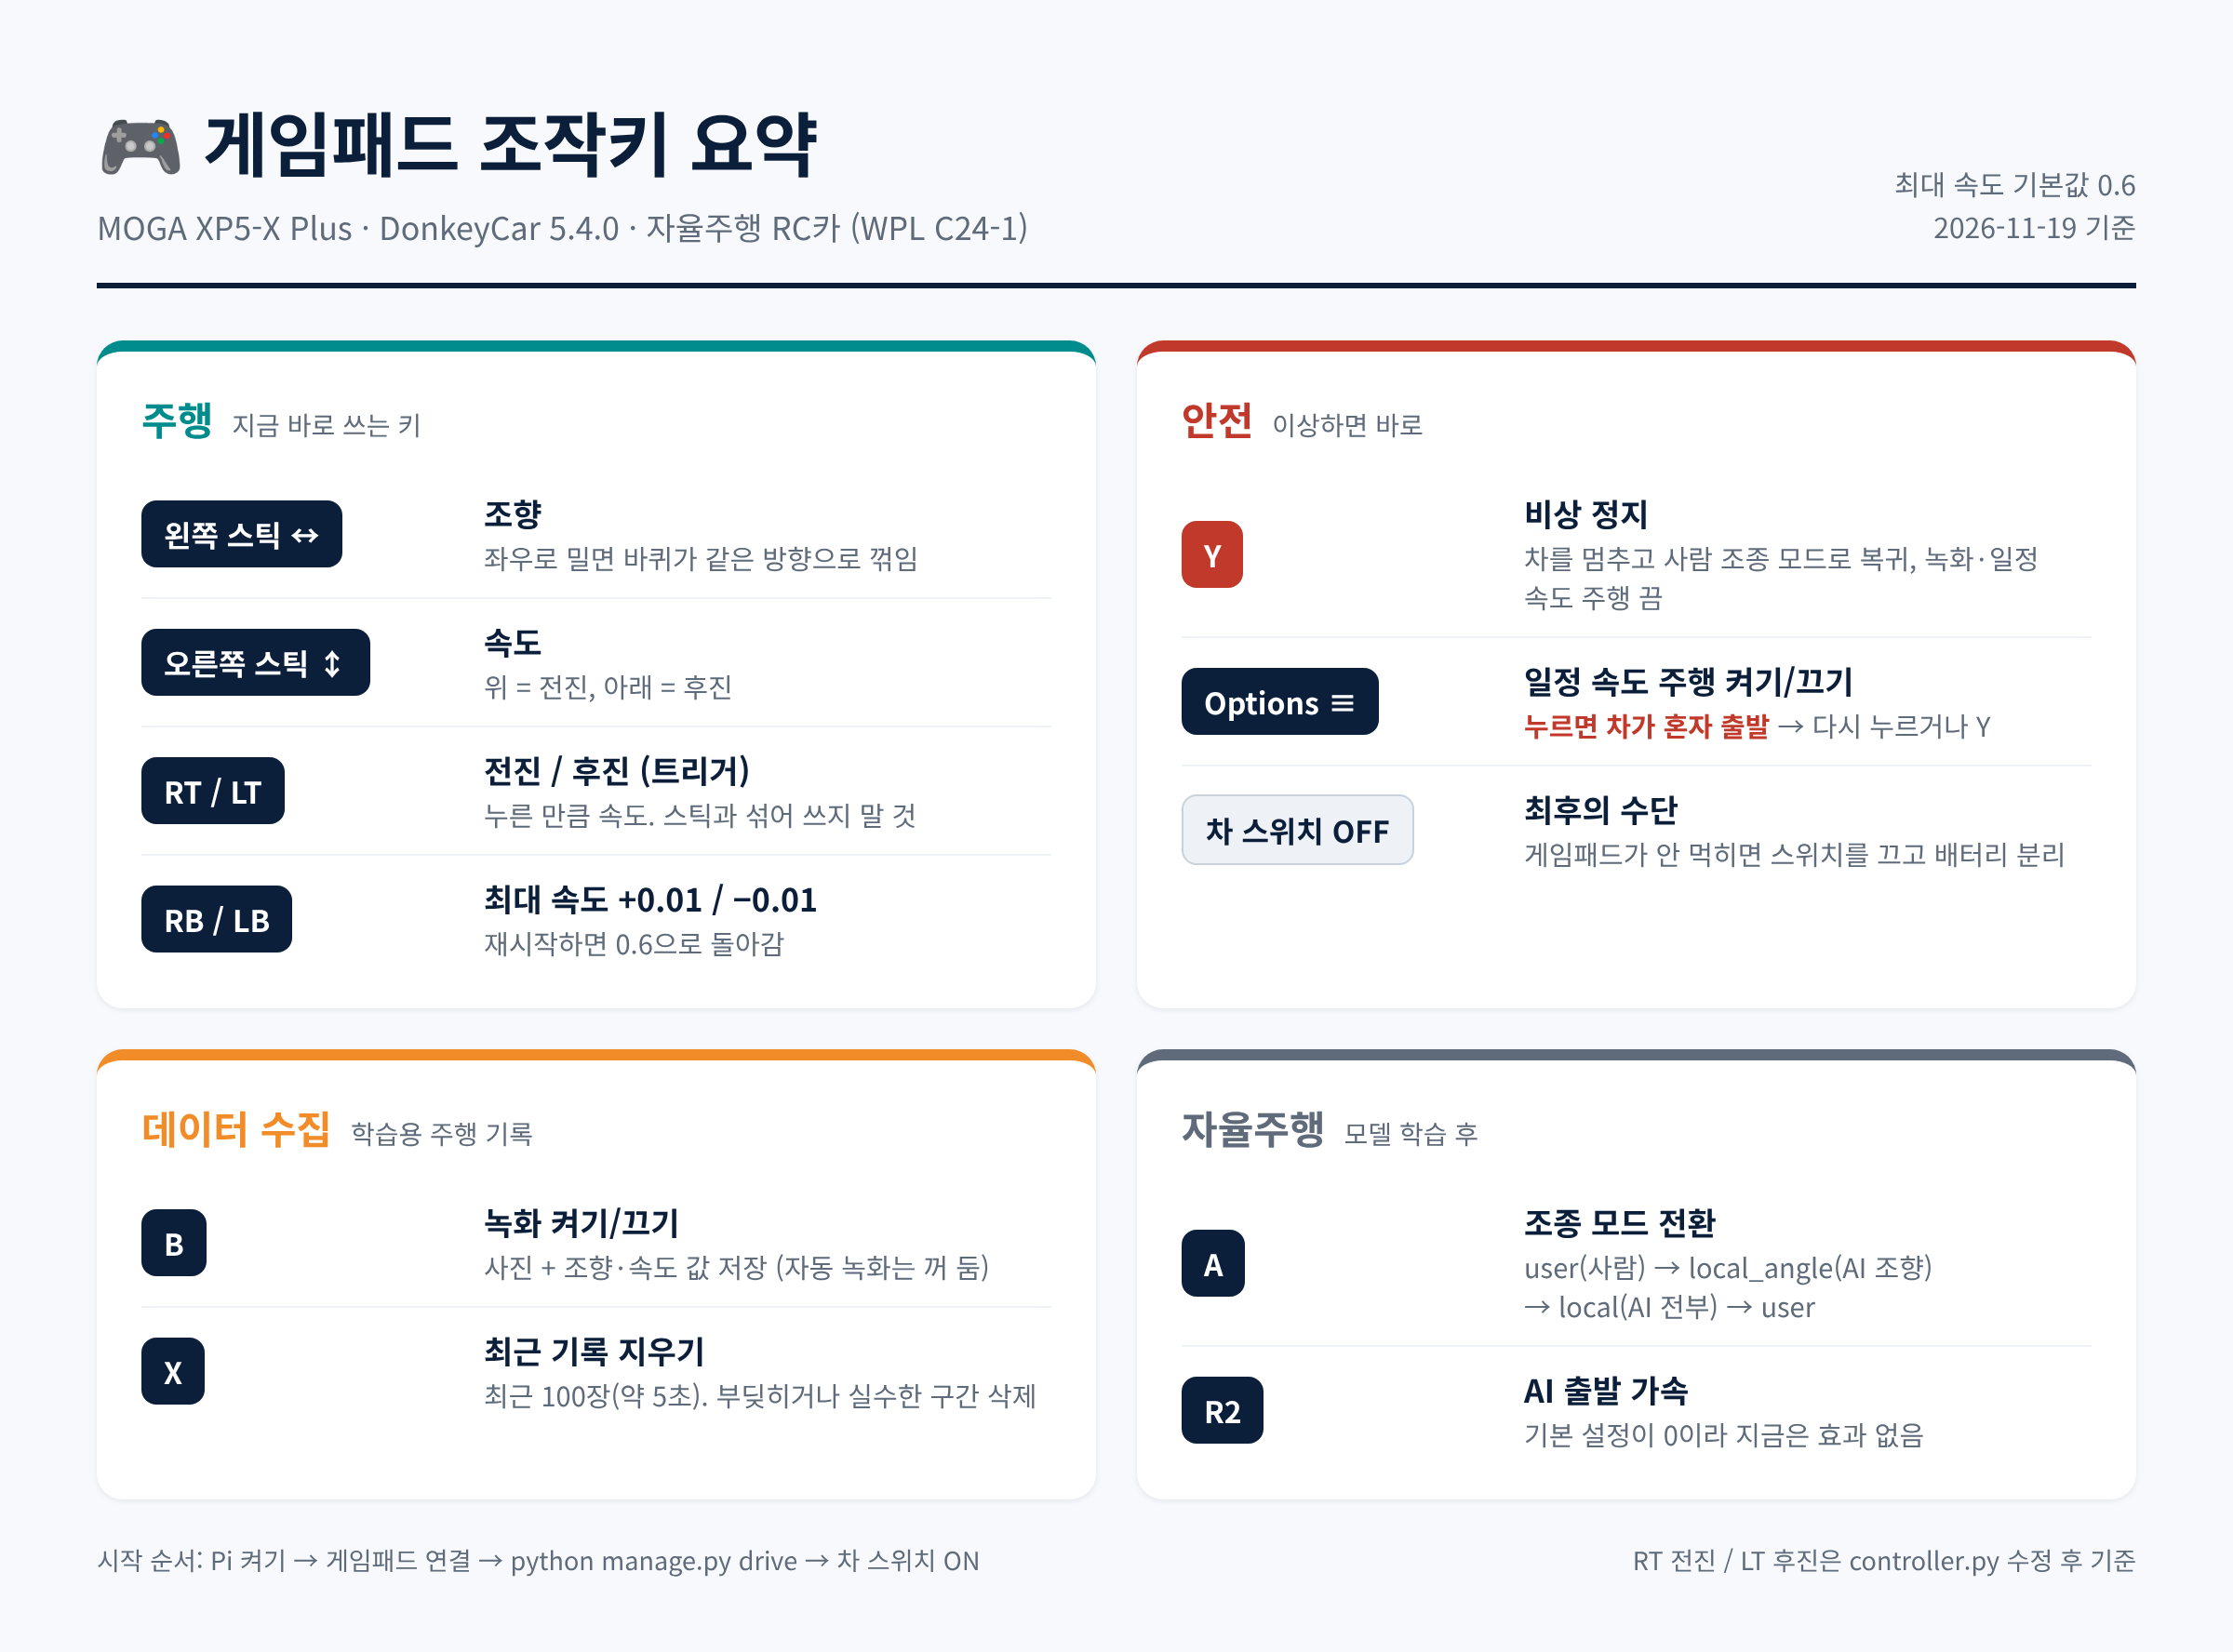 🎮 게임패드 조작키 요약
MOGA XP5-X Plus · DonkeyCar 5.4.0 · 자율주행 RC카 (WPL C24-1)
최대 속도 기본값 0.6
2026-11-19 기준
주행 지금 바로 쓰는 키
왼쪽 스틱 ↔
조향
좌우로 밀면 바퀴가 같은 방향으로 꺾임
오른쪽 스틱 ↕
속도
위 = 전진, 아래 = 후진
RT / LT
전진 / 후진 (트리거)
누른 만큼 속도. 스틱과 섞어 쓰지 말 것
RB / LB
최대 속도 +0.01 / −0.01
재시작하면 0.6으로 돌아감
안전 이상하면 바로
Y
비상 정지
차를 멈추고 사람 조종 모드로 복귀, 녹화·일정
속도 주행 끔
Options ≡
일정 속도 주행 켜기/끄기
누르면 차가 혼자 출발 → 다시 누르거나 Y
차 스위치 OFF
최후의 수단
게임패드가 안 먹히면 스위치를 끄고 배터리 분리
데이터 수집 학습용 주행 기록
B
녹화 켜기/끄기
사진 + 조향·속도 값 저장 (자동 녹화는 꺼 둠)
X
최근 기록 지우기
최근 100장(약 5초). 부딪히거나 실수한 구간 삭제
자율주행 모델 학습 후
A
조종 모드 전환
user(사람) → local_angle(AI 조향)
→ local(AI 전부) → user
R2
AI 출발 가속
기본 설정이 0이라 지금은 효과 없음
시작 순서: Pi 켜기 → 게임패드 연결 → python manage.py drive → 차 스위치 ON
RT 전진 / LT 후진은 controller.py 수정 후 기준